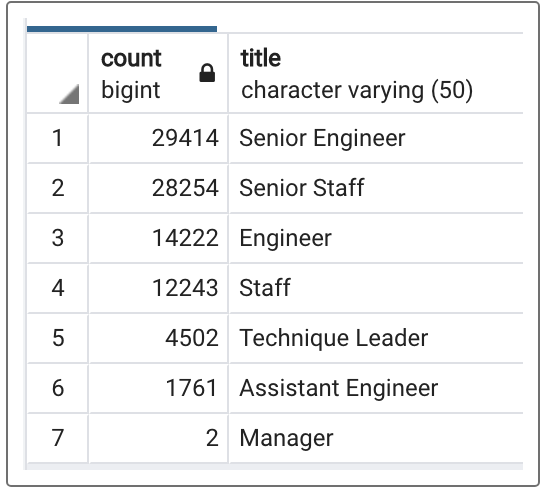 count title
bigint character varying (50)
1 29414 Senior Engineer
2 28254 Senior Staff
3 14222 Engineer
4 12243 Staff
5 4502 Technique Leader
6 1761 Assistant Engineer
7 2 Manager